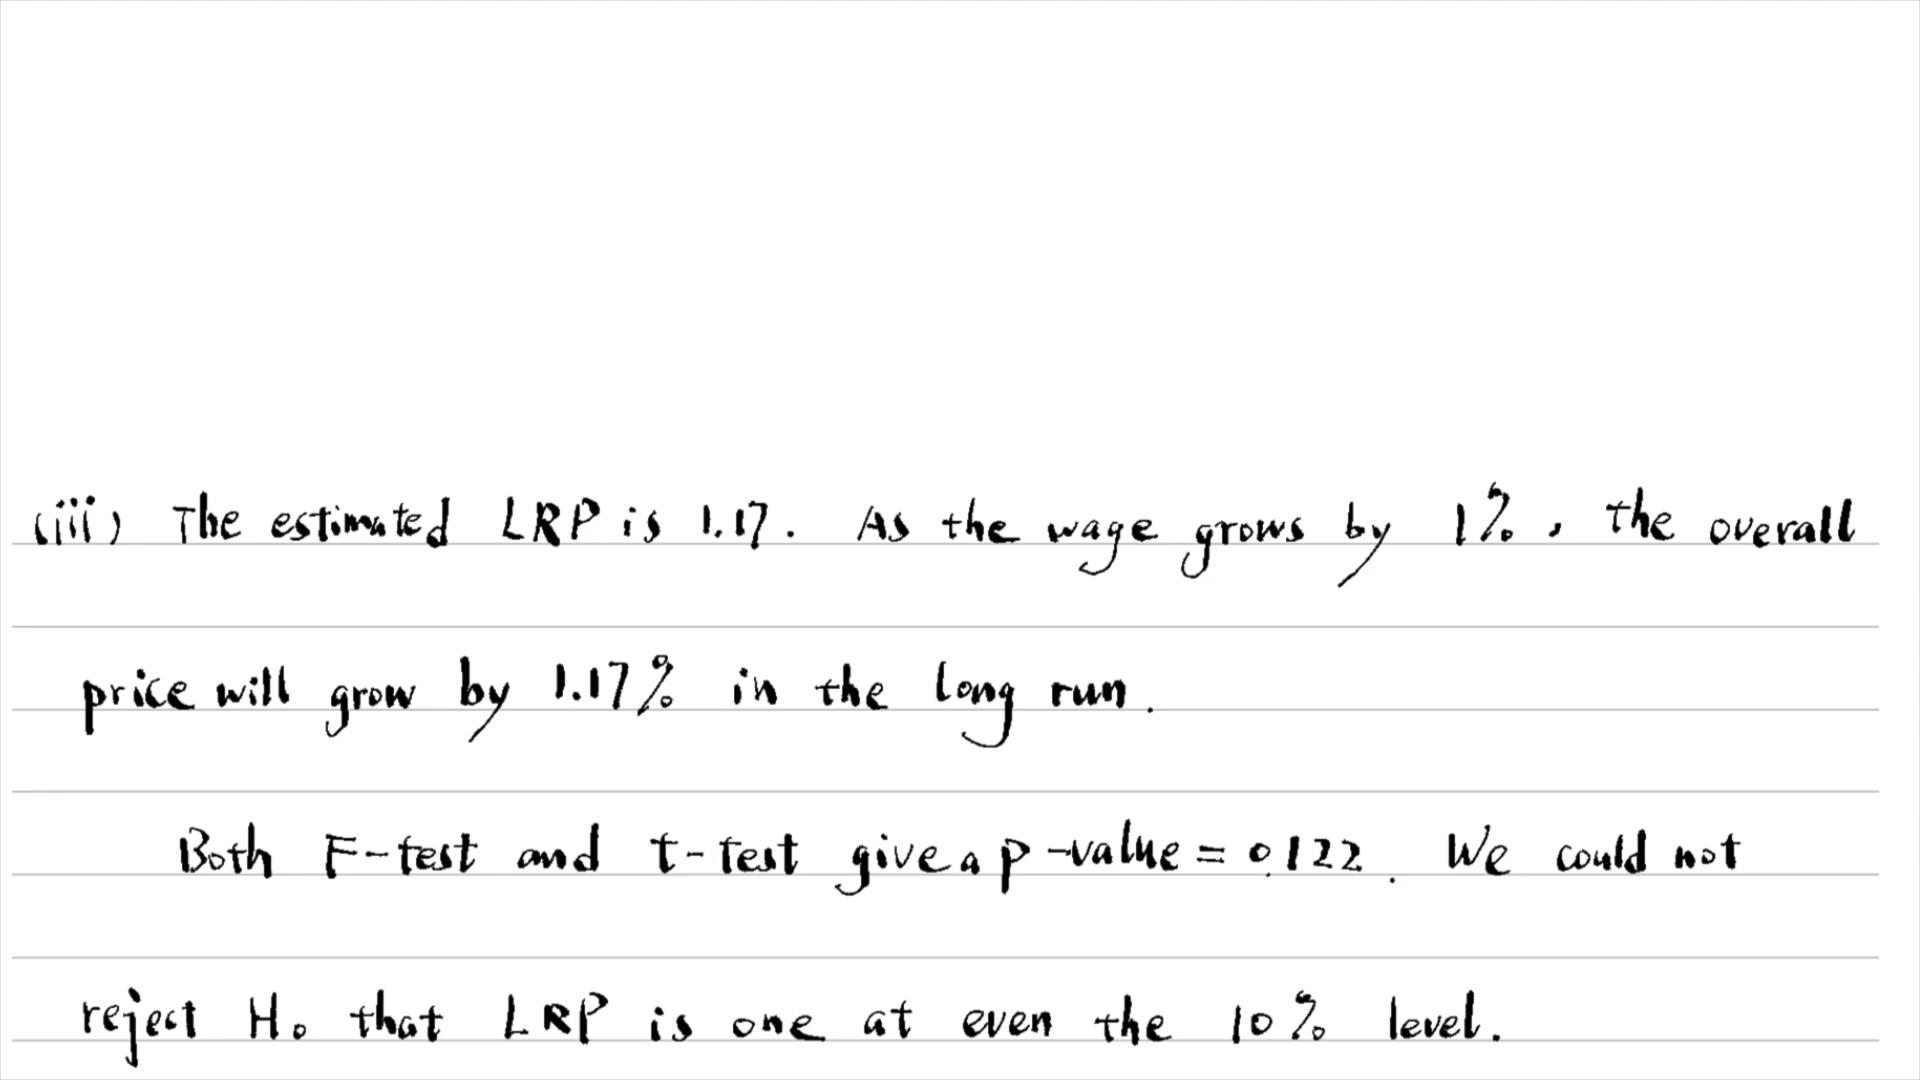 (iii) The estimated LRP is 1.17. As the wage grows by 1%, the overall
price will grow by 1.17% in the long run.
Both F-test and t-test give a p-value = 0.122. We could not
reject H₀ that LRP is one at even the 10% level.